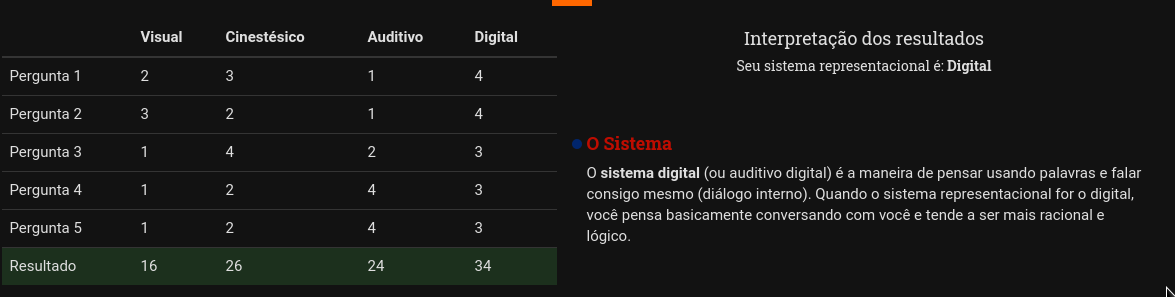 Visual Cinestésico Auditivo Digital
Pergunta 1 2 3 1 4
Pergunta 2 3 2 1 4
Pergunta 3 1 4 2 3
Pergunta 4 1 2 4 3
Pergunta 5 1 2 4 3
Resultado 16 26 24 34
Interpretação dos resultados
Seu sistema representacional é: Digital
O Sistema
O sistema digital (ou auditivo digital) é a maneira de pensar usando palavras e falar
consigo mesmo (diálogo interno). Quando o sistema representacional for o digital,
você pensa basicamente conversando com você e tende a ser mais racional e
lógico.